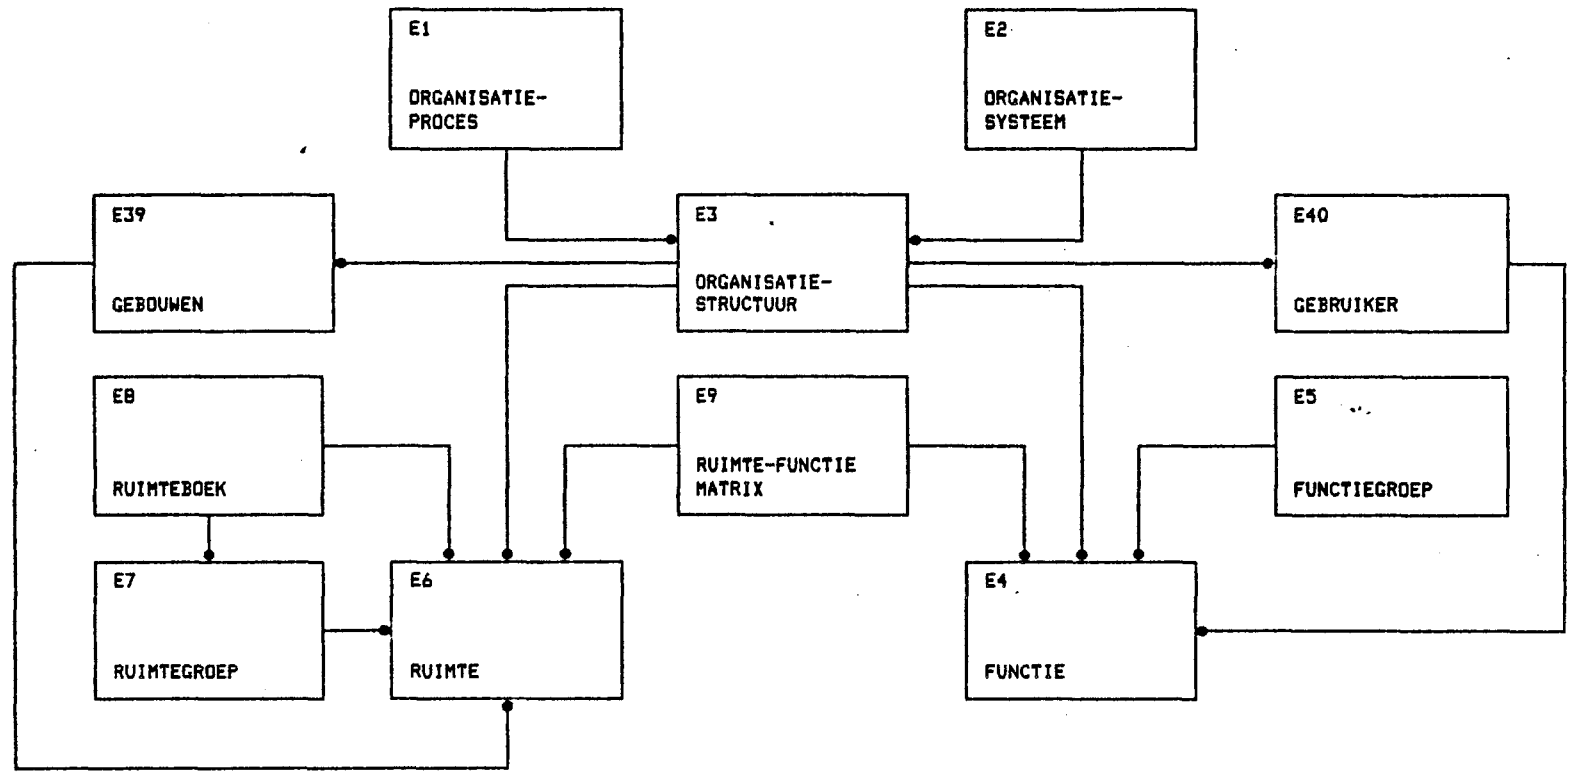 E1
ORGANISATIE-
PROCES
E2
ORGANISATIE-
SYSTEEM
E39
GEBOUWEN
E3
ORGANISATIE-
STRUCTUUR
E40
GEBRUIKER
E8
RUIMTEBOEK
E9
RUIMTE-FUNCTIE
MATRIX
E5
FUNCTIEGROEP
E7
RUIMTEGROEP
E6
RUIMTE
E4
FUNCTIE